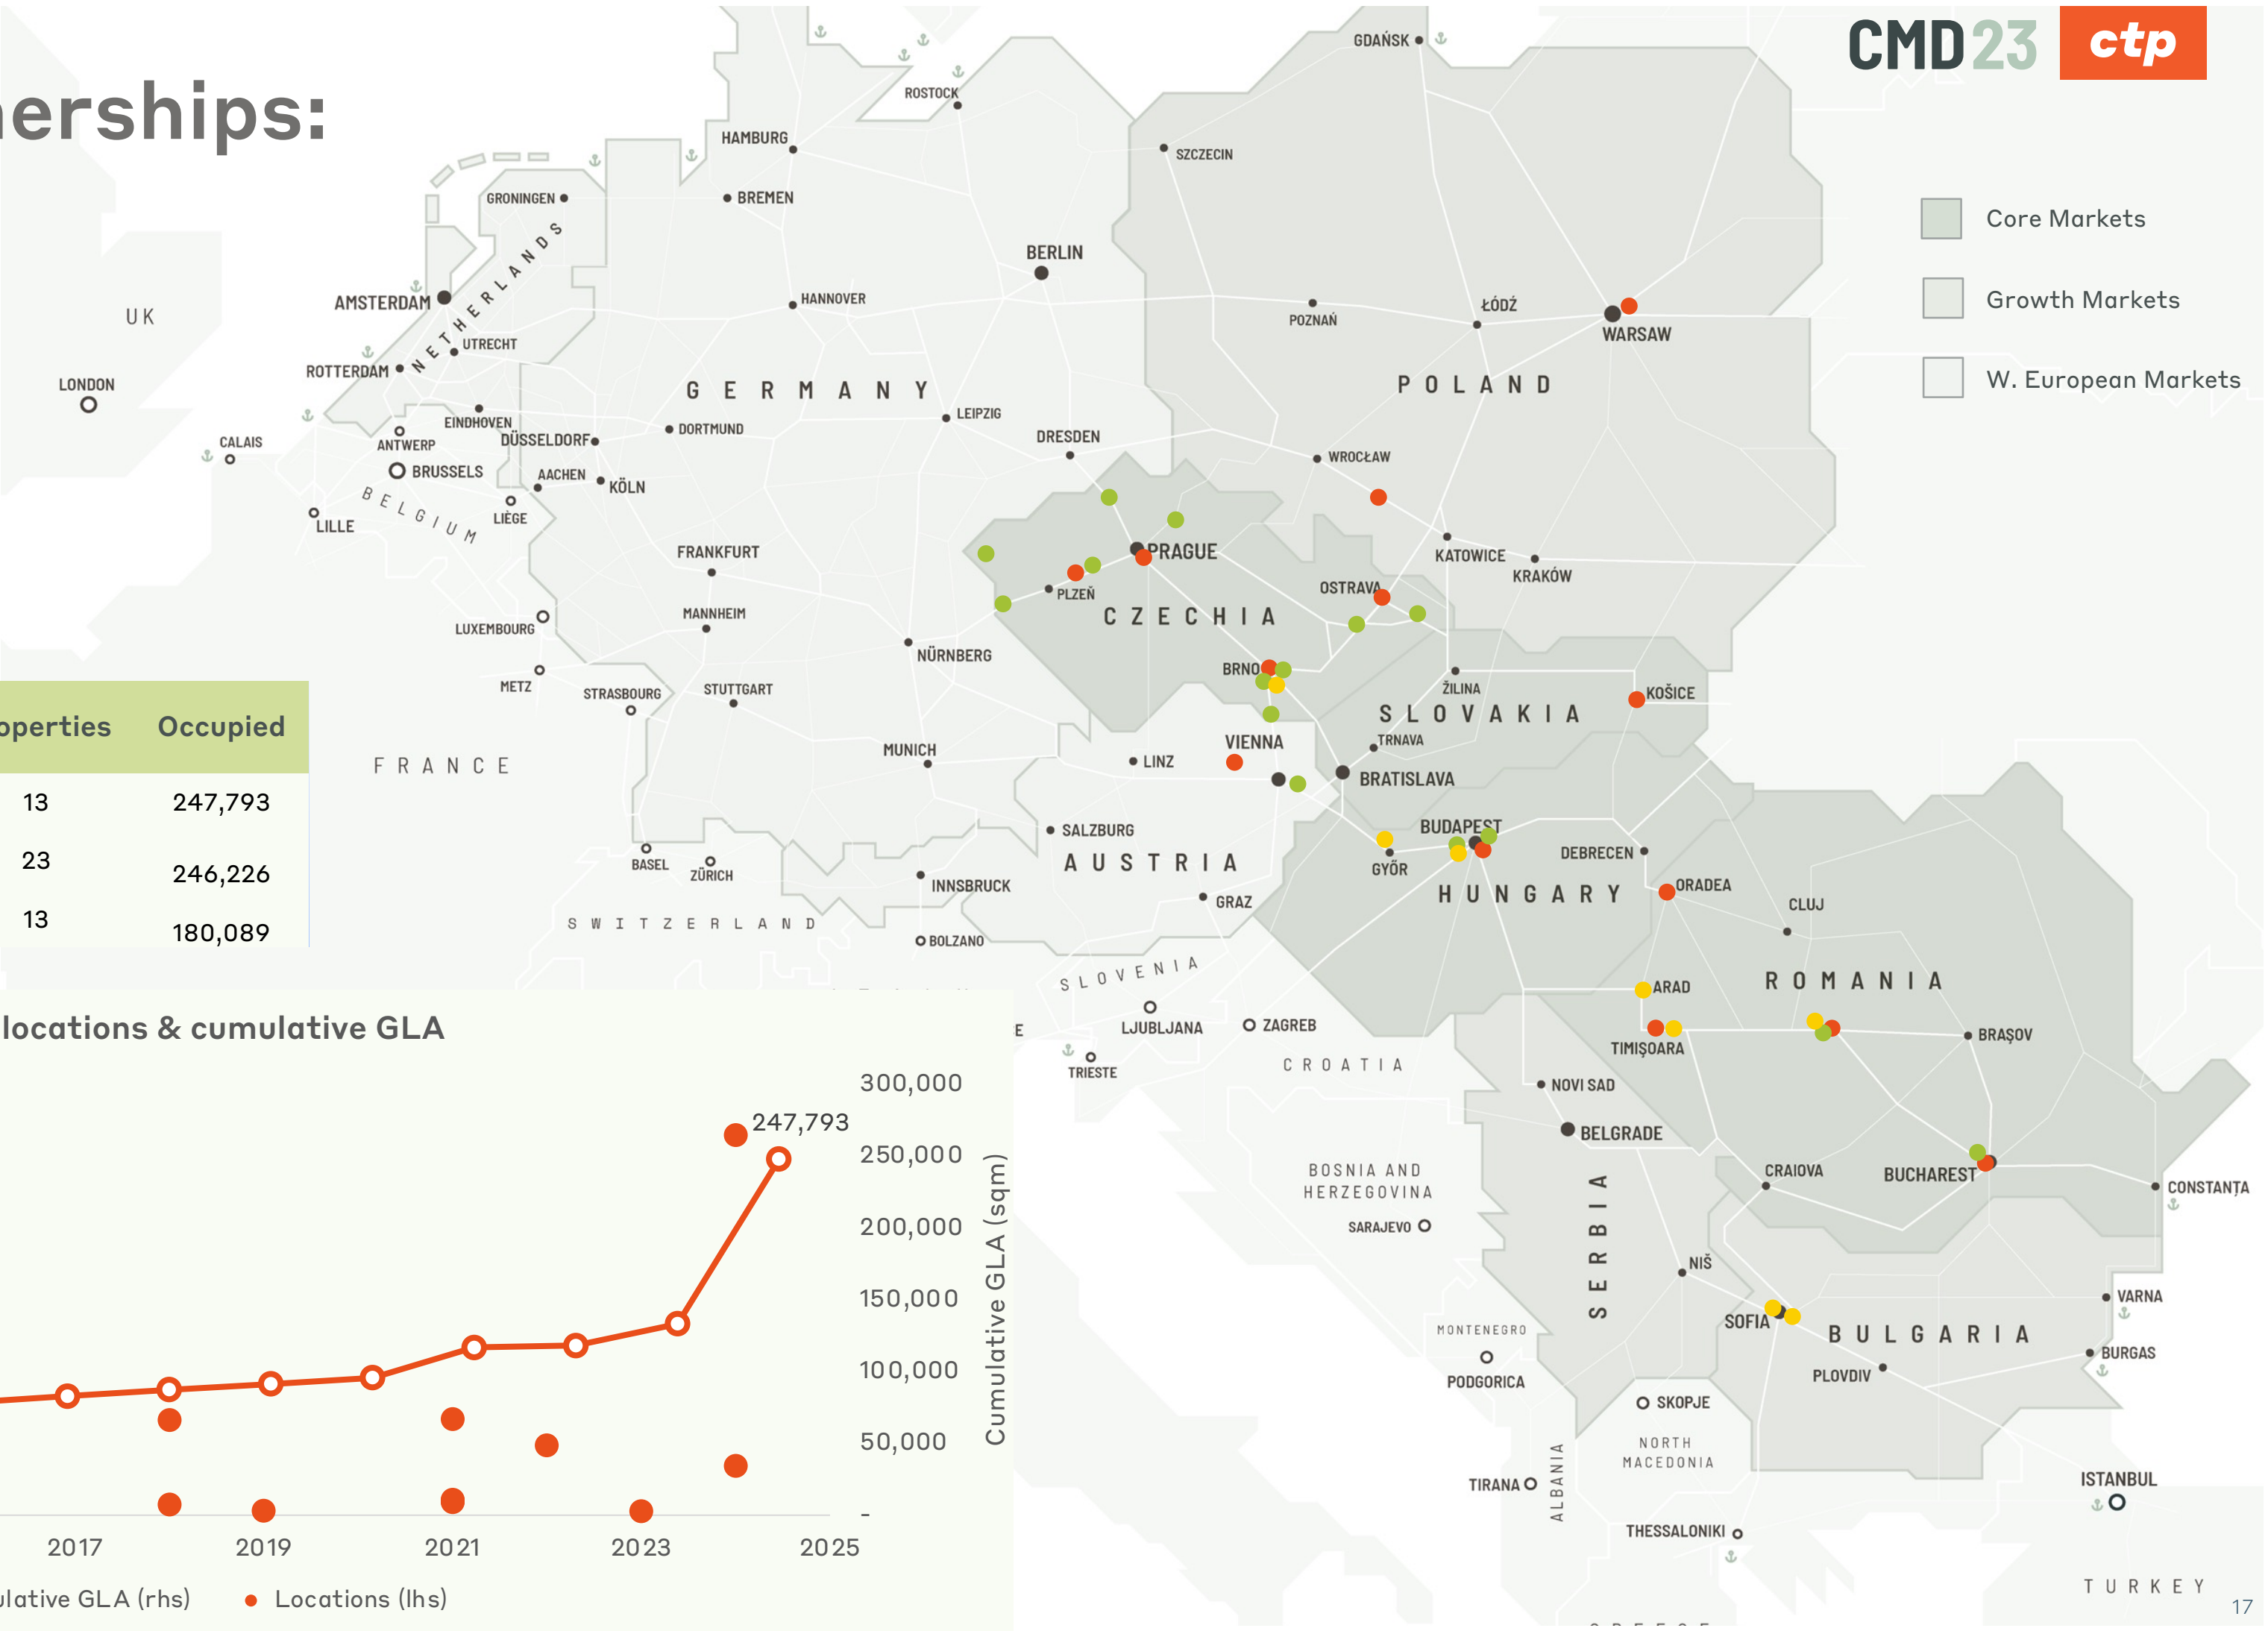 CMD23
ctp
nerships:
Core Markets
Growth Markets
W. European Markets
GDAŃSK
ROSTOCK
HAMBURG
SZCZECIN
GRONINGEN
BREMEN
BERLIN
NETHERLANDS
AMSTERDAM
HANNOVER
ŁÓDŹ
UK
POZNAŃ
WARSAW
UTRECHT
ROTTERDAM
LONDON
GERMANY
POLAND
LEIPZIG
EINDHOVEN
DORTMUND
DRESDEN
CALAIS
ANTWERP
DÜSSELDORF
WROCŁAW
BRUSSELS
AACHEN
KÖLN
BELGIUM
LIÈGE
LILLE
FRANKFURT
PRAGUE
KATOWICE
KRAKÓW
PLZEŇ
OSTRAVA
MANNHEIM
CZECHIA
LUXEMBOURG
NÜRNBERG
BRNO
METZ
STRASBOURG
STUTTGART
ŽILINA
KOŠICE
SLOVAKIA
operties
Occupied
VIENNA
TRNAVA
MUNICH
FRANCE
LINZ
BRATISLAVA
13
247,793
SALZBURG
BUDAPEST
23
246,226
BASEL
ZÜRICH
AUSTRIA
GYŐR
DEBRECEN
INNSBRUCK
HUNGARY
ORADEA
13
180,089
SWITZERLAND
GRAZ
CLUJ
BOLZANO
SLOVENIA
ARAD
ROMANIA
locations & cumulative GLA
E
LJUBLJANA
ZAGREB
TIMIȘOARA
BRAȘOV
TRIESTE
CROATIA
300,000
NOVI SAD
247,793
BELGRADE
250,000
BOSNIA AND
HERZEGOVINA
CRAIOVA
BUCHAREST
CONSTANȚA
200,000
SARAJEVO
SERBIA
NIŠ
150,000
VARNA
SOFIA
BULGARIA
MONTENEGRO
BURGAS
100,000
PODGORICA
PLOVDIV
Cumulative GLA (sqm)
SKOPJE
50,000
NORTH
MACEDONIA
TIRANA
ALBANIA
ISTANBUL
-
THESSALONIKI
2017
2019
2021
2023
2025
ulative GLA (rhs)
Locations (lhs)
TURKEY
17